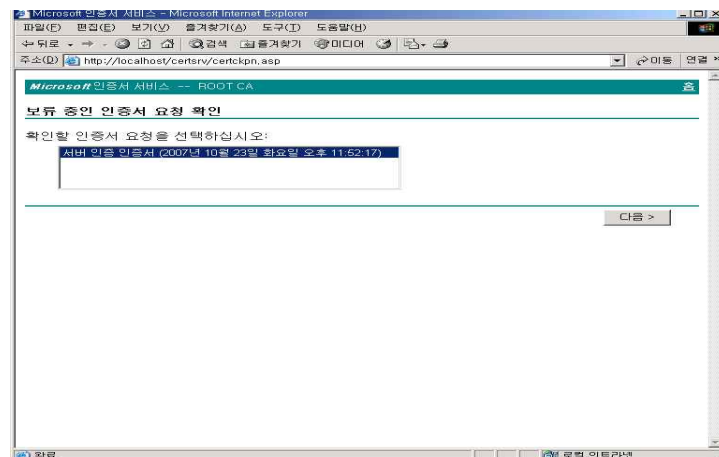 Microsoft 인증서 서비스 - Microsoft Internet Explorer
파일(F) 편집(E) 보기(V) 즐겨찾기(A) 도구(T) 도움말(H)
뒤로 검색 즐겨찾기 미디어
주소(D) http://localhost/certsrv/certckpn.asp 이동 연결 »
Microsoft 인증서 서비스 -- ROOT CA 홈
보류 중인 인증서 요청 확인
확인할 인증서 요청을 선택하십시오:
서버 인증 인증서 (2007년 10월 23일 화요일 오후 11:52:17)
다음 >
완료 로컬 인트라넷